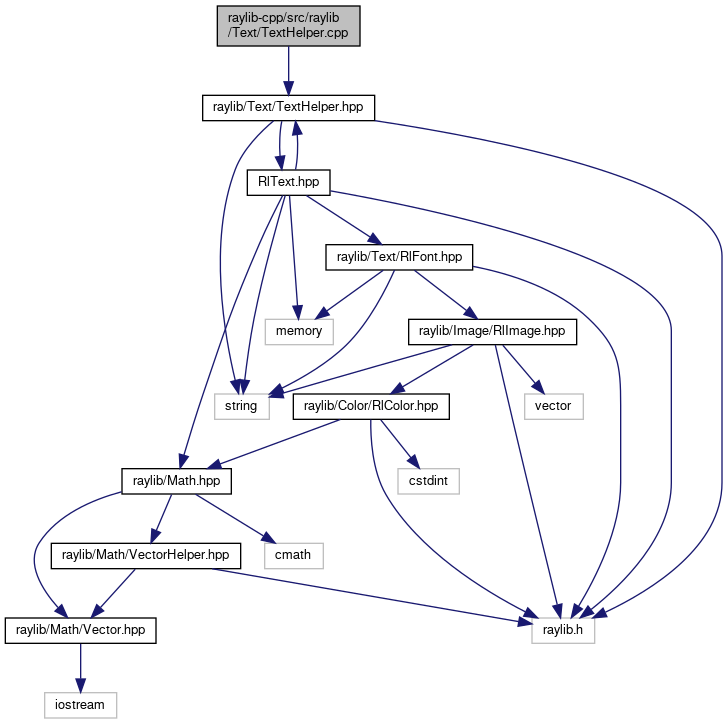 raylib-cpp/src/raylib
/Text/TextHelper.cpp
raylib/Text/TextHelper.hpp
RlText.hpp
raylib/Text/RlFont.hpp
memory
raylib/Image/RlImage.hpp
string
raylib/Color/RlColor.hpp
vector
raylib/Math.hpp
cstdint
raylib/Math/VectorHelper.hpp
cmath
raylib/Math/Vector.hpp
raylib.h
iostream